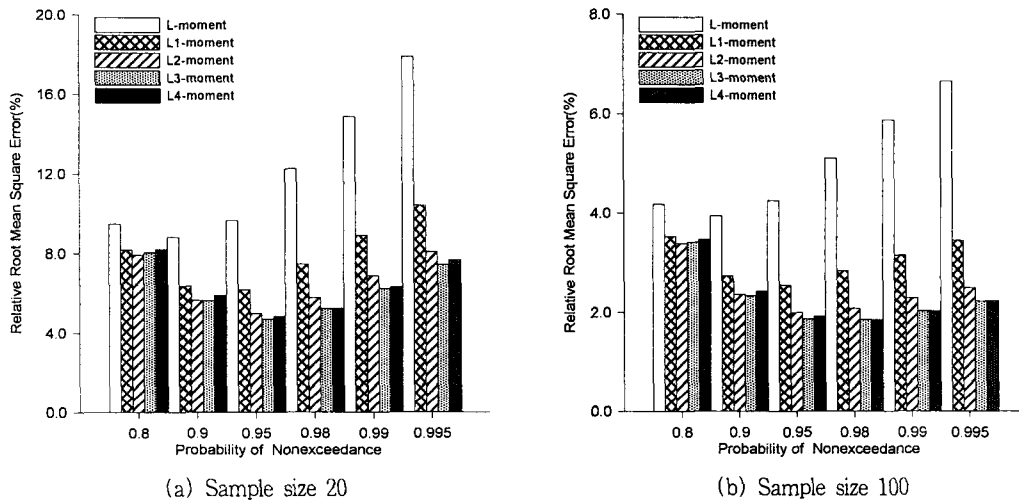 Relative Root Mean Square Error(%)
20.0
16.0
12.0
8.0
4.0
0.0
L-moment
L1-moment
L2-moment
L3-moment
L4-moment
0.8 0.9 0.95 0.98 0.99 0.995
Probability of Nonexceedance
(a) Sample size 20
Relative Root Mean Square Error(%)
8.0
6.0
4.0
2.0
0.0
L-moment
L1-moment
L2-moment
L3-moment
L4-moment
0.8 0.9 0.95 0.98 0.99 0.995
Probability of Nonexceedance
(b) Sample size 100